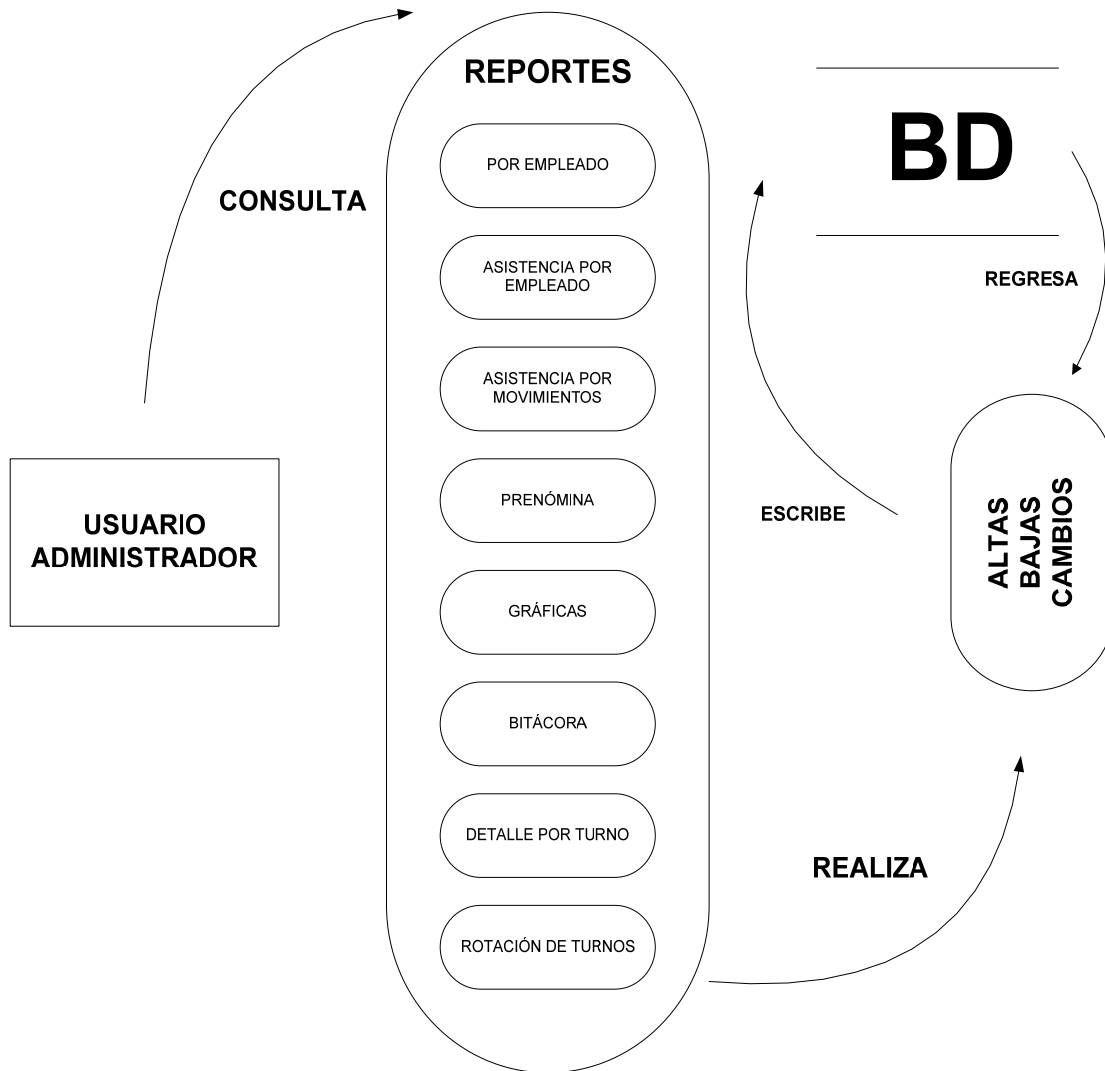 REPORTES
POR EMPLEADO
ASISTENCIA POR
EMPLEADO
ASISTENCIA POR
MOVIMIENTOS
PRENÓMINA
GRÁFICAS
BITÁCORA
DETALLE POR TURNO
ROTACIÓN DE TURNOS
CONSULTA
USUARIO
ADMINISTRADOR
BD
REGRESA
ESCRIBE
ALTAS
BAJAS
CAMBIOS
REALIZA